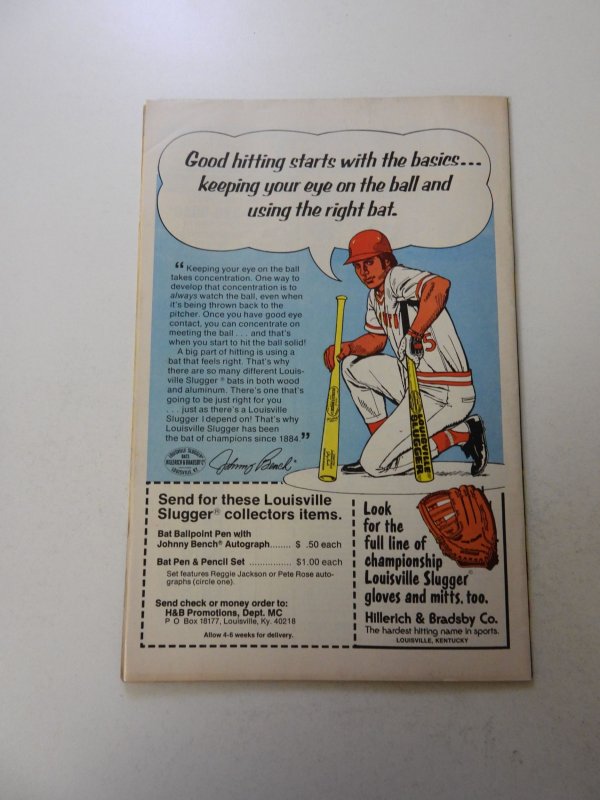 Good hitting starts with the basics...
keeping your eye on the ball and
using the right bat.
“ Keeping your eye on the ball
takes concentration. One way to
develop that concentration is to
always watch the ball, even when
it's being thrown back to the
pitcher. Once you have good eye
contact, you can concentrate on
meeting the ball . . . and that's
when you start to hit the ball solid!
A big part of hitting is using a
bat that feels right. That's why
there are so many different Louis-
ville Slugger® bats in both wood
and aluminum. There's one that's
going to be just right for you
. . . just as there's a Louisville
Slugger I depend on! That's why
Louisville Slugger has been
the bat of champions since 1884.”
LOUISVILLE SLUGGER
BATS
HILLERICH & BRADSBY Co
LOUISVILLE, KY.
Johnny Bench
5
LOUISVILLE
SLUGGER
Send for these Louisville
Slugger® collectors items.
Bat Ballpoint Pen with
Johnny Bench® Autograph........ $ .50 each
Bat Pen & Pencil Set ................ $1.00 each
Set features Reggie Jackson or Pete Rose auto-
graphs (circle one).
Send check or money order to:
H&B Promotions, Dept. MC
P O Box 18177, Louisville, Ky. 40218
Allow 4-6 weeks for delivery.
Look
for the
full line of
championship
Louisville Slugger
gloves and mitts, too.
Hillerich & Bradsby Co.
The hardest hitting name in sports.
LOUISVILLE, KENTUCKY